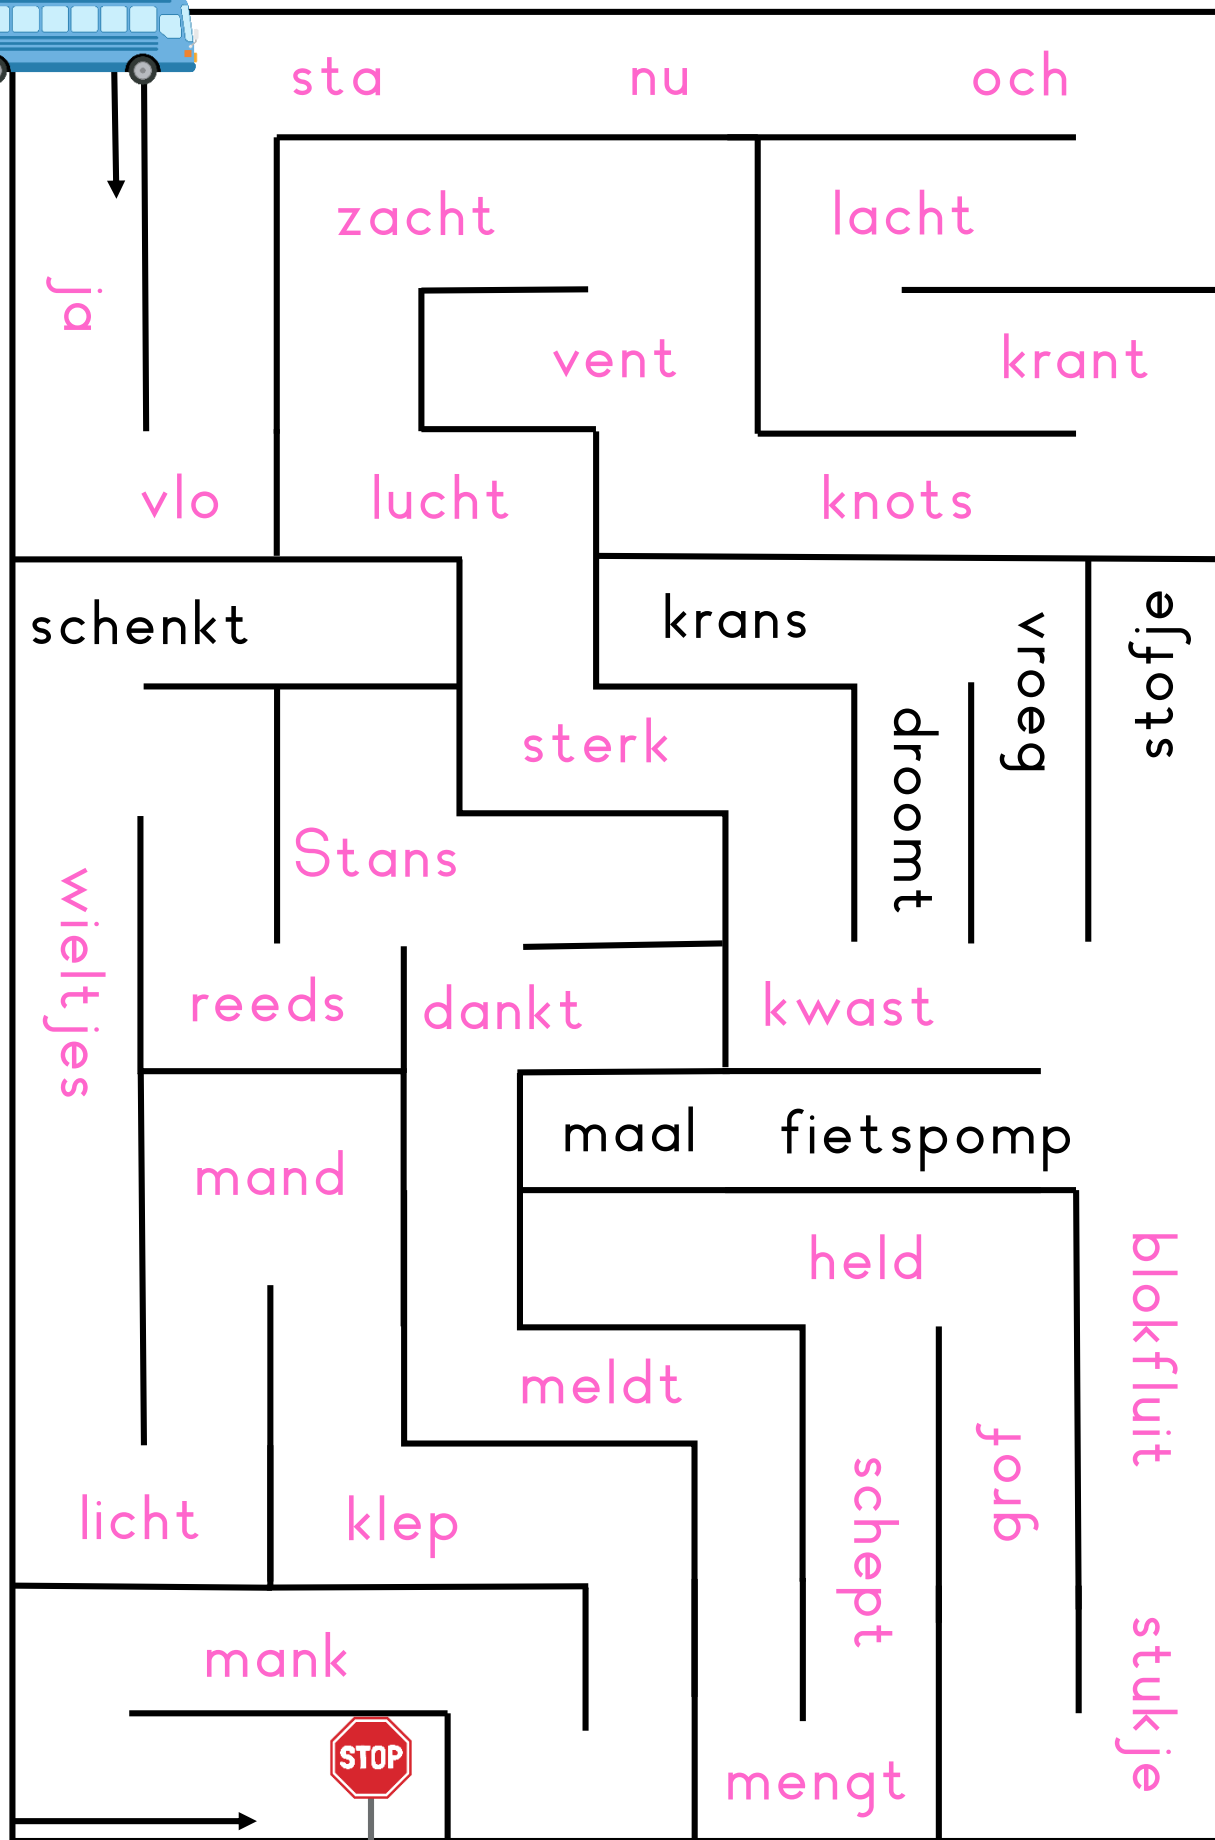 sta nu och
zacht lacht
ja
vent krant
vlo lucht knots
schenkt krans vroeg stofje
sterk droomt
Stans
wieltjes
reeds dankt kwast
maal fietspomp
mand
held blokfluit
meldt
schept forg
licht klep
mank stukje
STOP
mengt